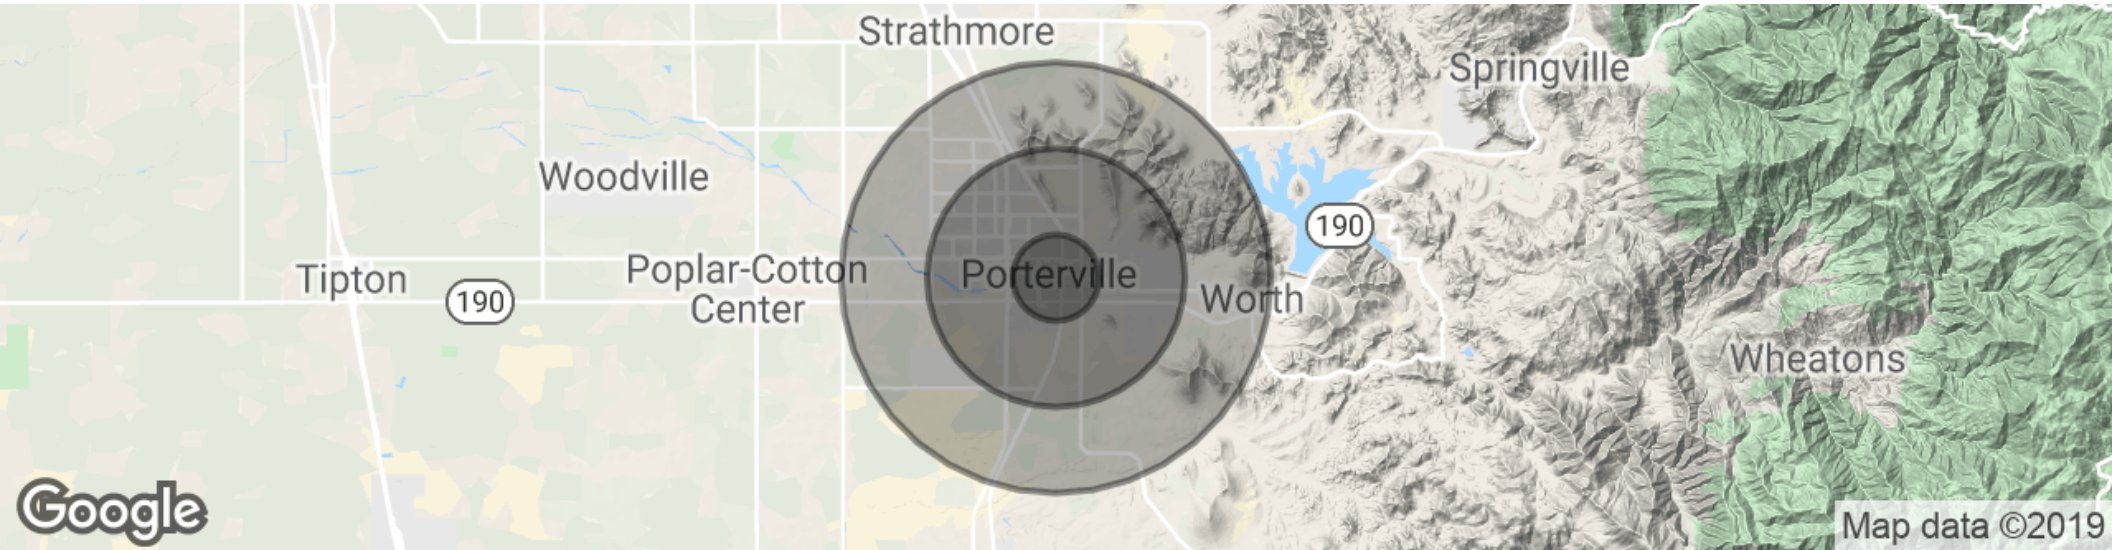 Strathmore
Springville
Woodville
190
Tipton
190
Poplar-Cotton
Center
Porterville
Worth
Wheatons
Google
Map data ©2019